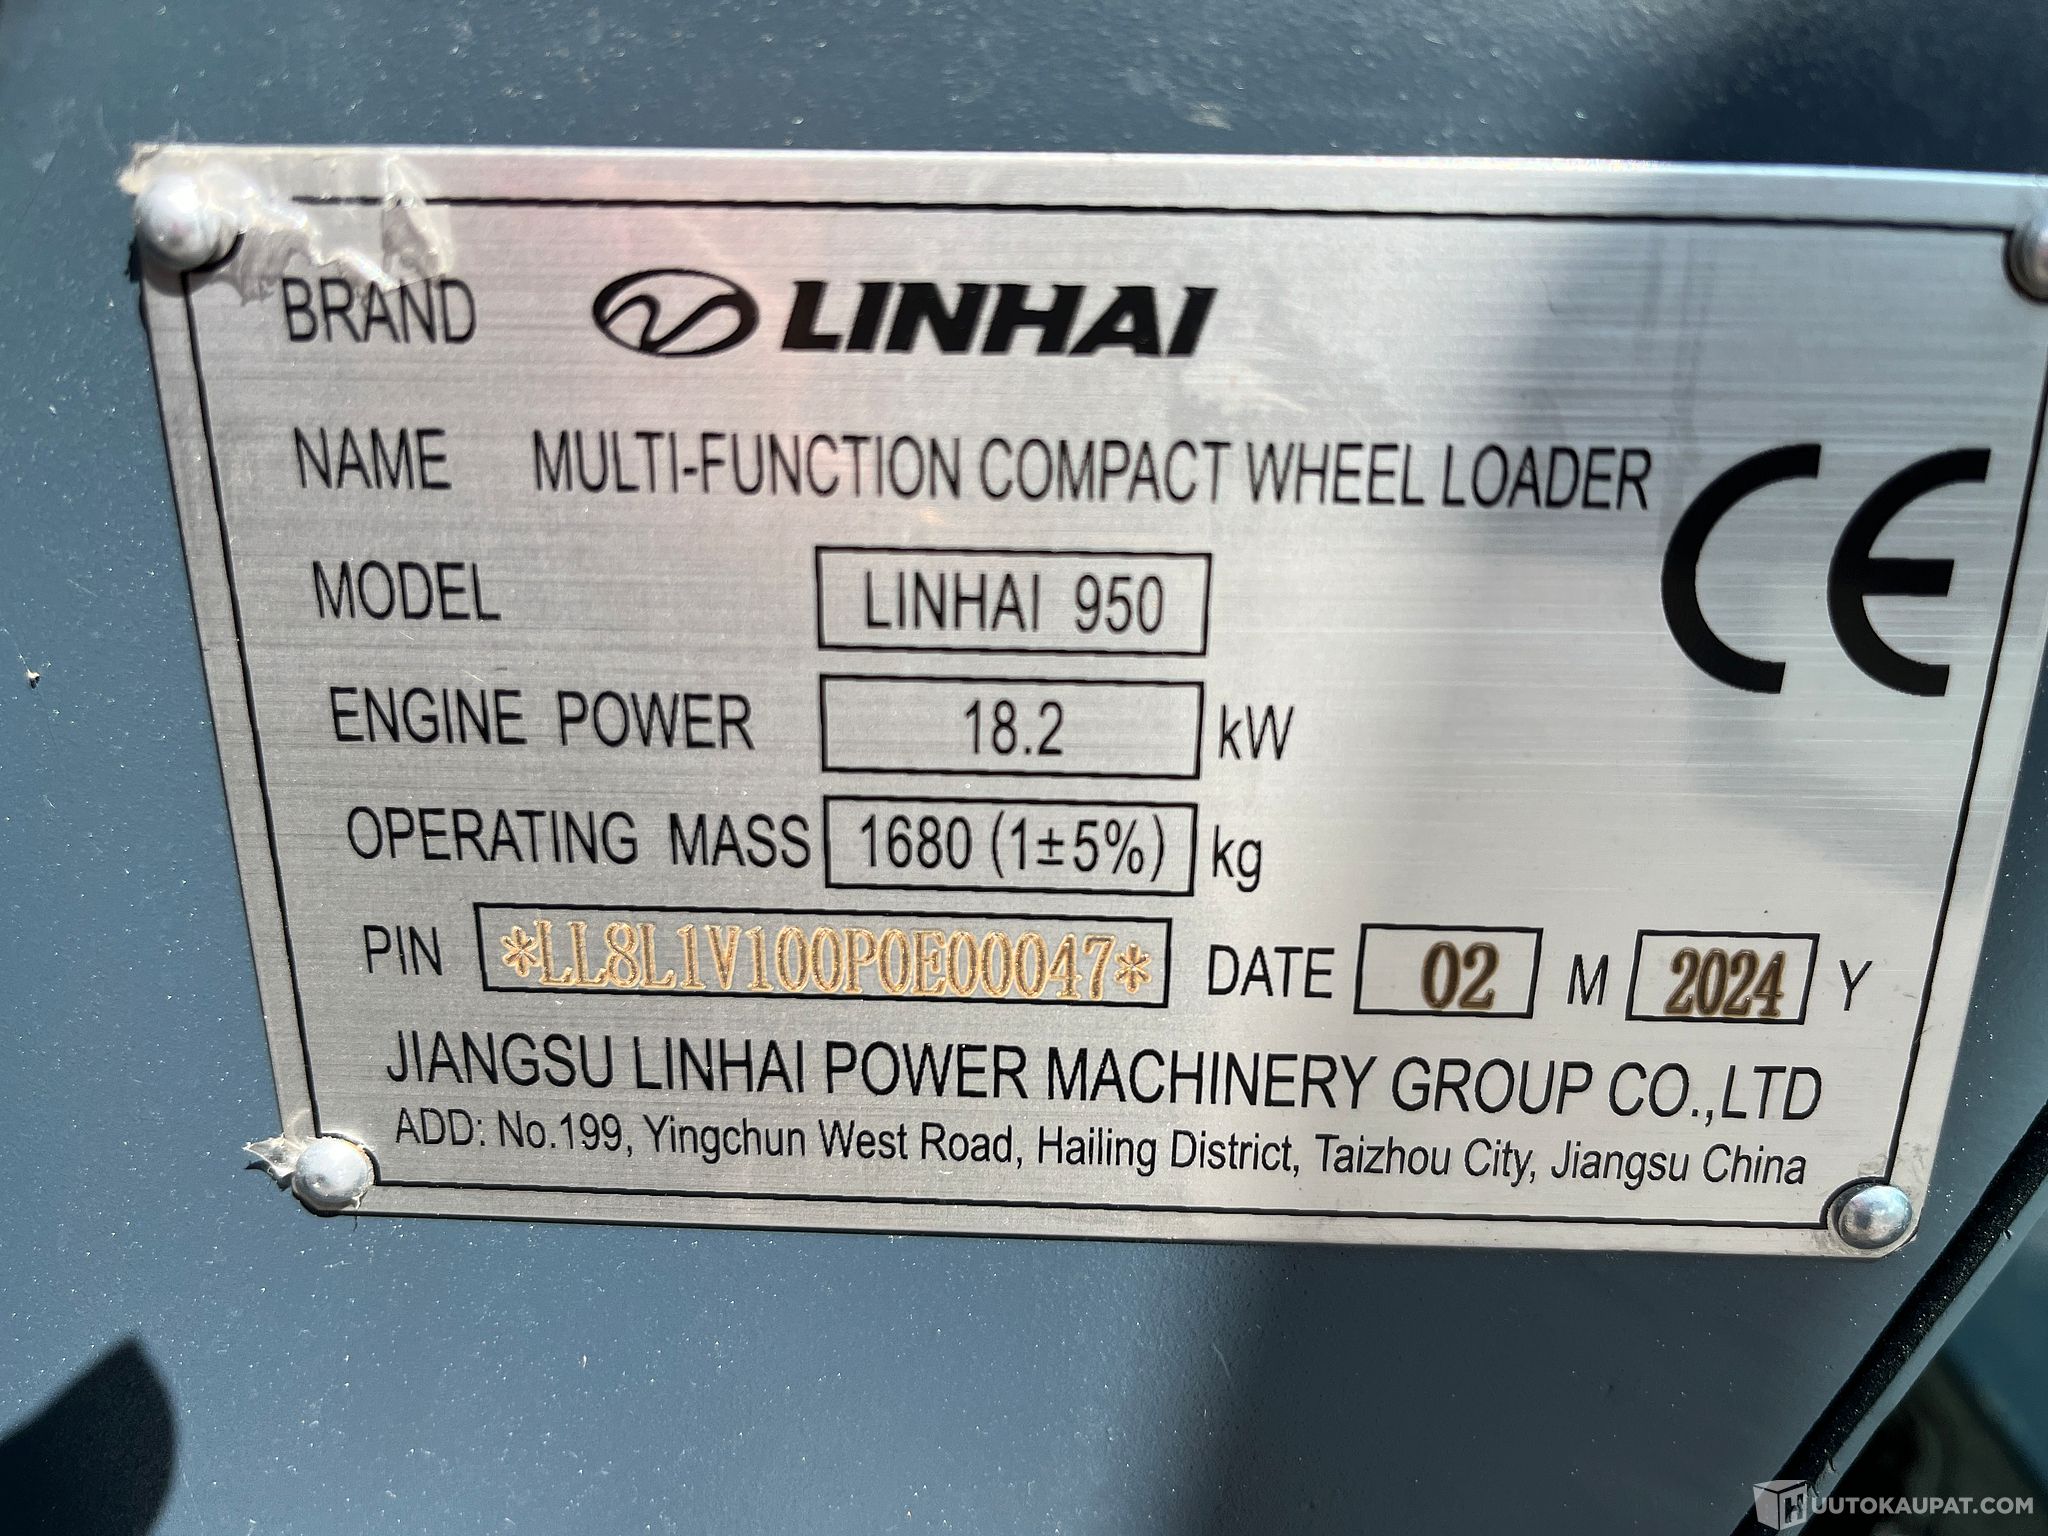 BRAND LINHAI
NAME MULTI-FUNCTION COMPACT WHEEL LOADER
CE
MODEL LINHAI 950
ENGINE POWER 18.2 kW
OPERATING MASS 1680 (1±5%) kg
PIN *LL8L1V100P0E00047* DATE 02 M 2024 Y
JIANGSU LINHAI POWER MACHINERY GROUP CO.,LTD
ADD: No.199, Yingchun West Road, Hailing District, Taizhou City, Jiangsu China
HUUTOKAUPAT.COM